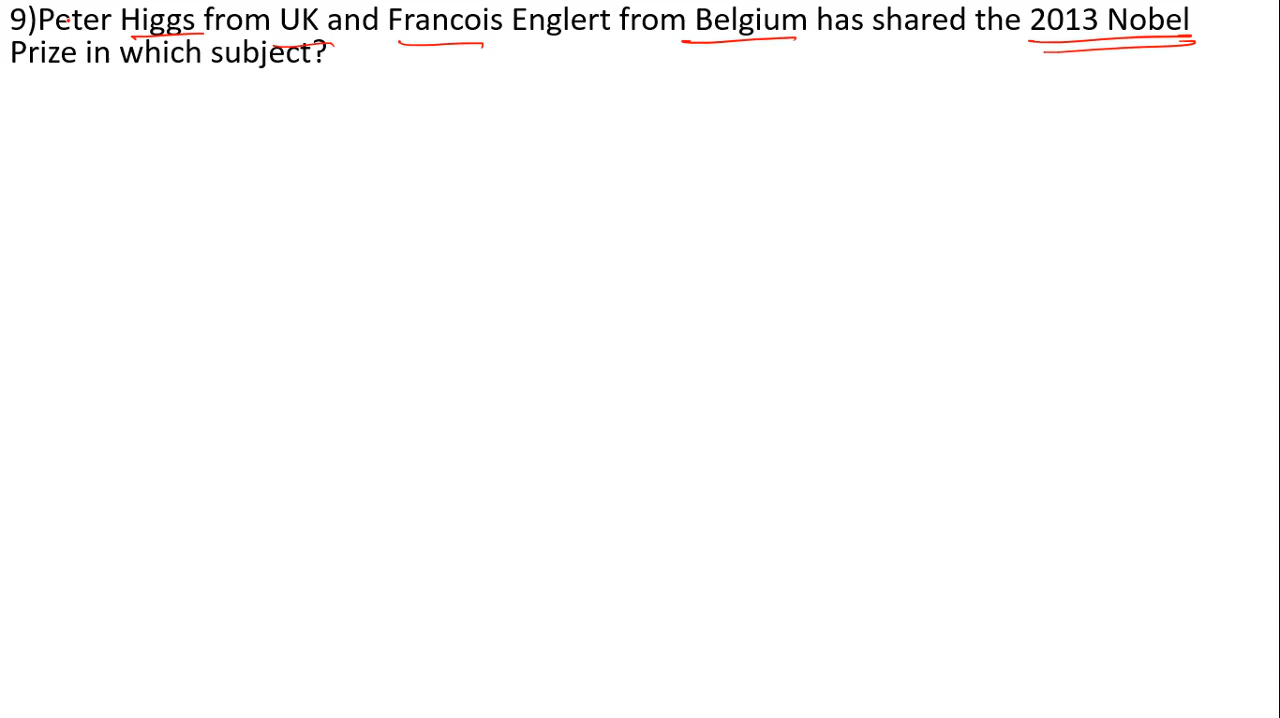 9)Peter Higgs from UK and Francois Englert from Belgium has shared the 2013 Nobel
Prize in which subject?